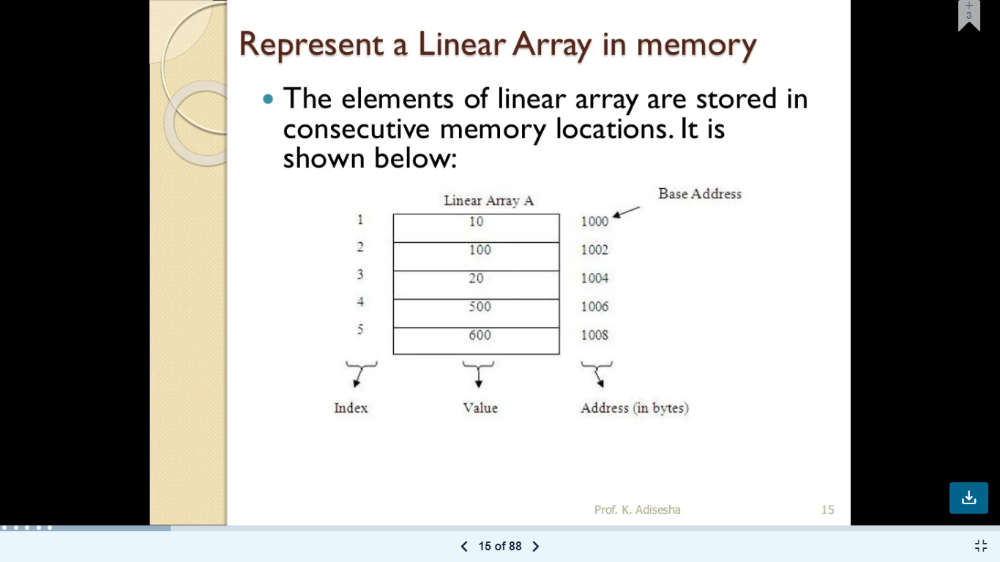 +
3
Represent a Linear Array in memory
The elements of linear array are stored in
consecutive memory locations. It is
shown below:
Base Address
Linear Array A
1 10 1000
2 100 1002
3 20 1004
4 500 1006
5 600 1008
Index Value Address (in bytes)
Prof. K. Adisesha 15
15 of 88